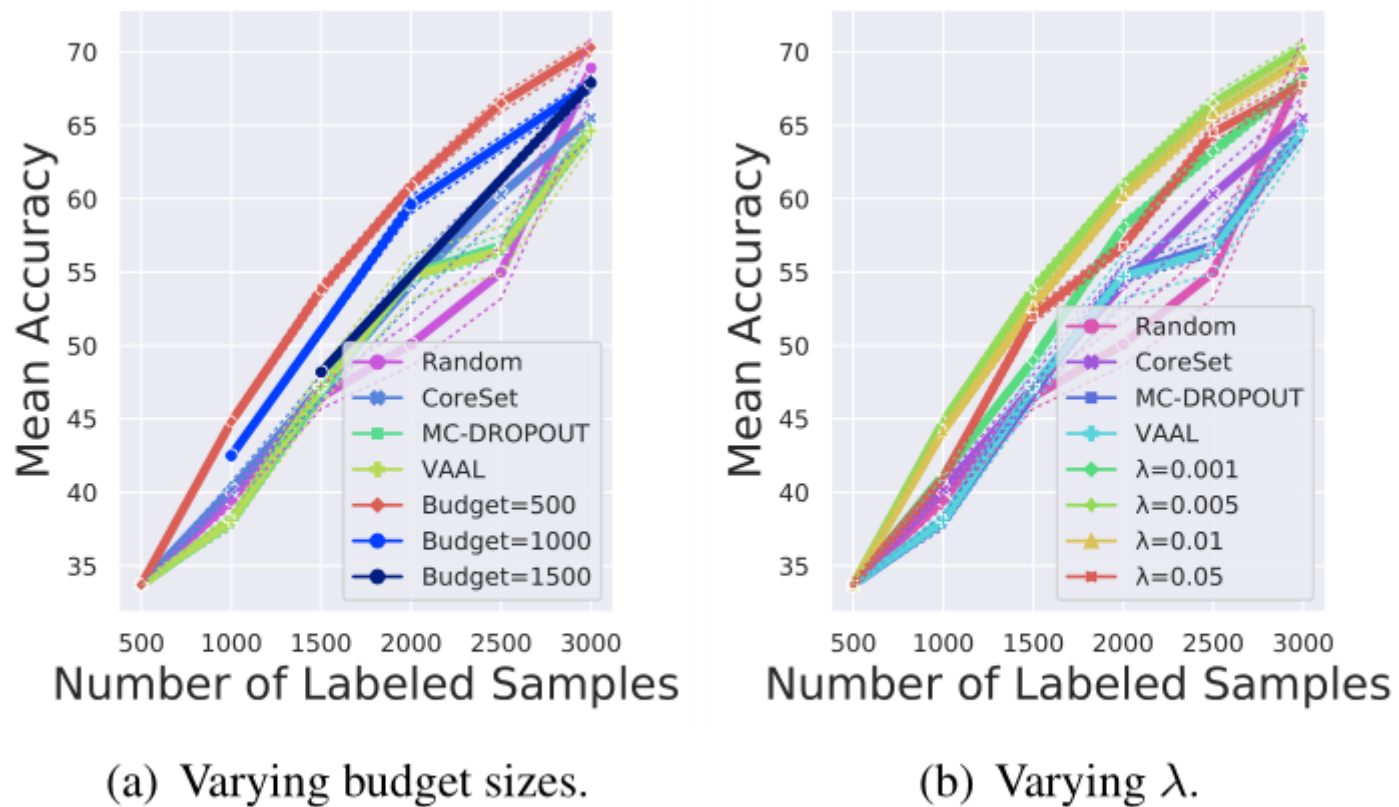 70
65
60
55
50
45
40
35
Mean Accuracy
Random
CoreSet
MC-DROPOUT
VAAL
Budget=500
Budget=1000
Budget=1500
500 1000 1500 2000 2500 3000
Number of Labeled Samples
(a) Varying budget sizes.
70
65
60
55
50
45
40
35
Mean Accuracy
Random
CoreSet
MC-DROPOUT
VAAL
λ=0.001
λ=0.005
λ=0.01
λ=0.05
500 1000 1500 2000 2500 3000
Number of Labeled Samples
(b) Varying λ.